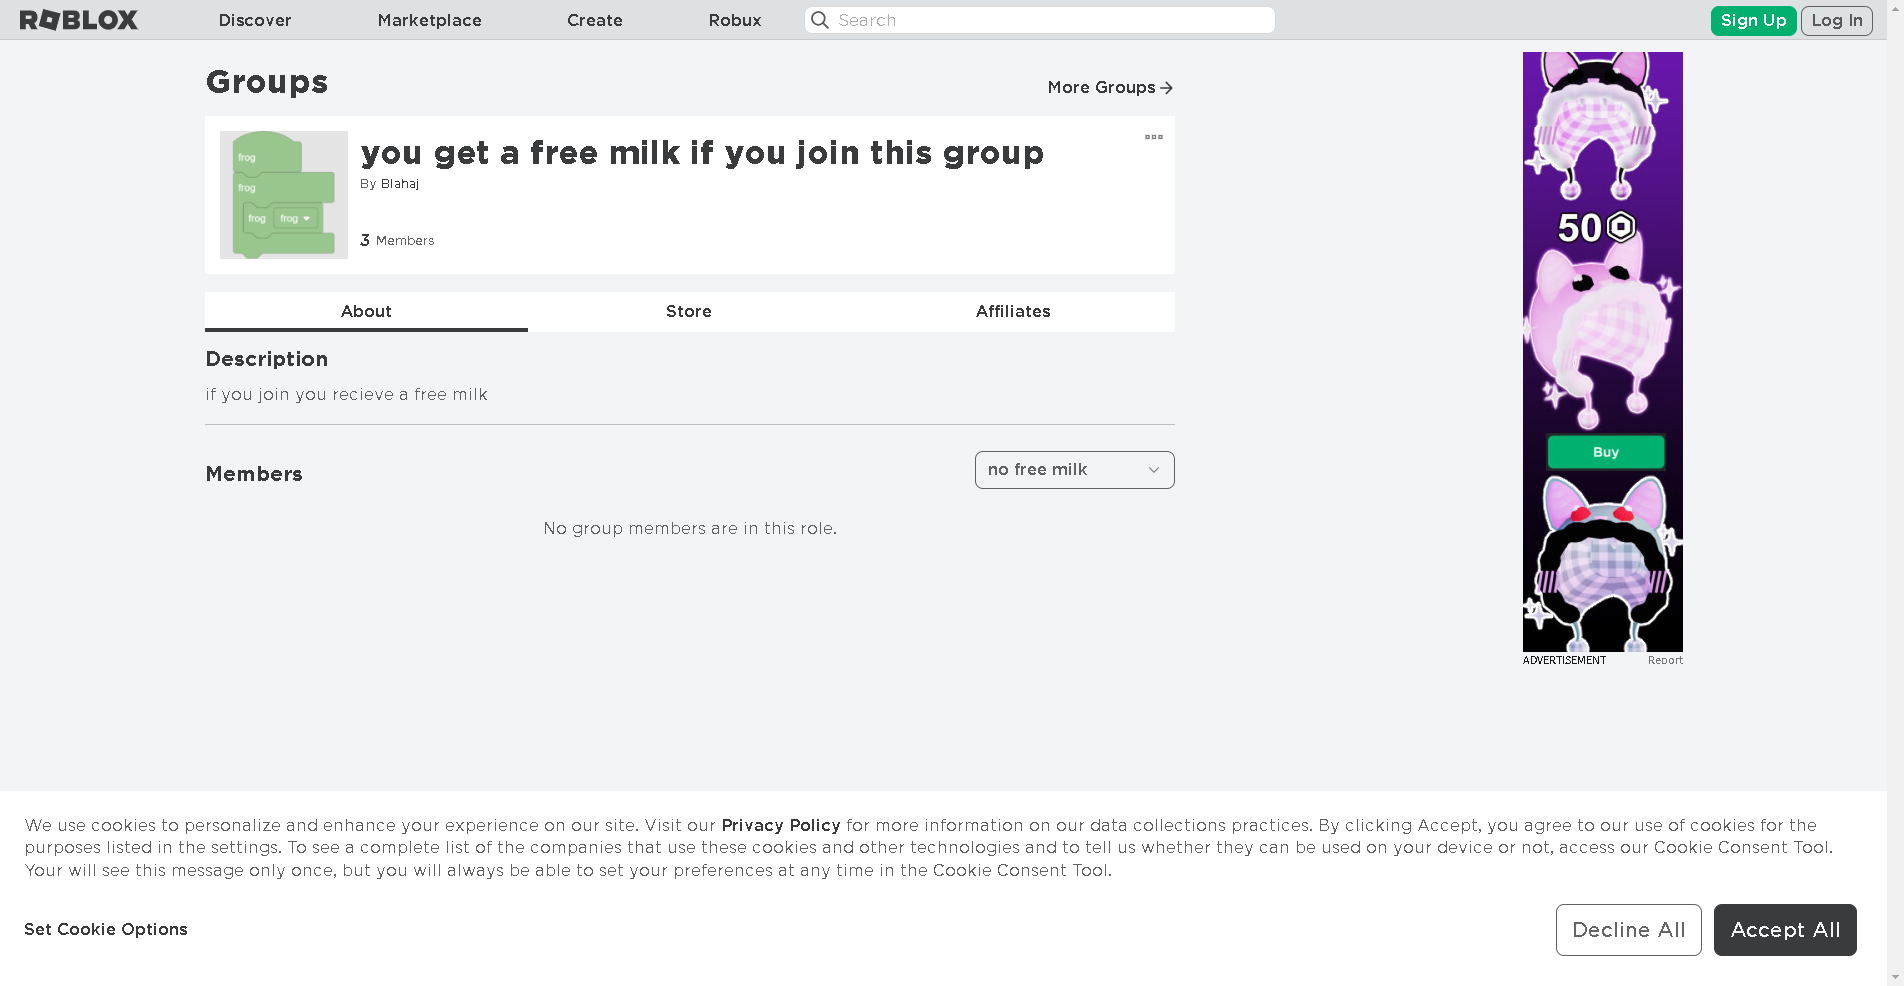 ROBLOX Discover Marketplace Create Robux Search Sign Up Log In
Groups
More Groups
frog
frog
frog frog
you get a free milk if you join this group
By Blahaj
3 Members
About Store Affiliates
Description
if you join you recieve a free milk
Members
no free milk
No group members are in this role.
50
Buy
ADVERTISEMENT Report
We use cookies to personalize and enhance your experience on our site. Visit our Privacy Policy for more information on our data collections practices. By clicking Accept, you agree to our use of cookies for the
purposes listed in the settings. To see a complete list of the companies that use these cookies and other technologies and to tell us whether they can be used on your device or not, access our Cookie Consent Tool.
Your will see this message only once, but you will always be able to set your preferences at any time in the Cookie Consent Tool.
Set Cookie Options
Decline All
Accept All